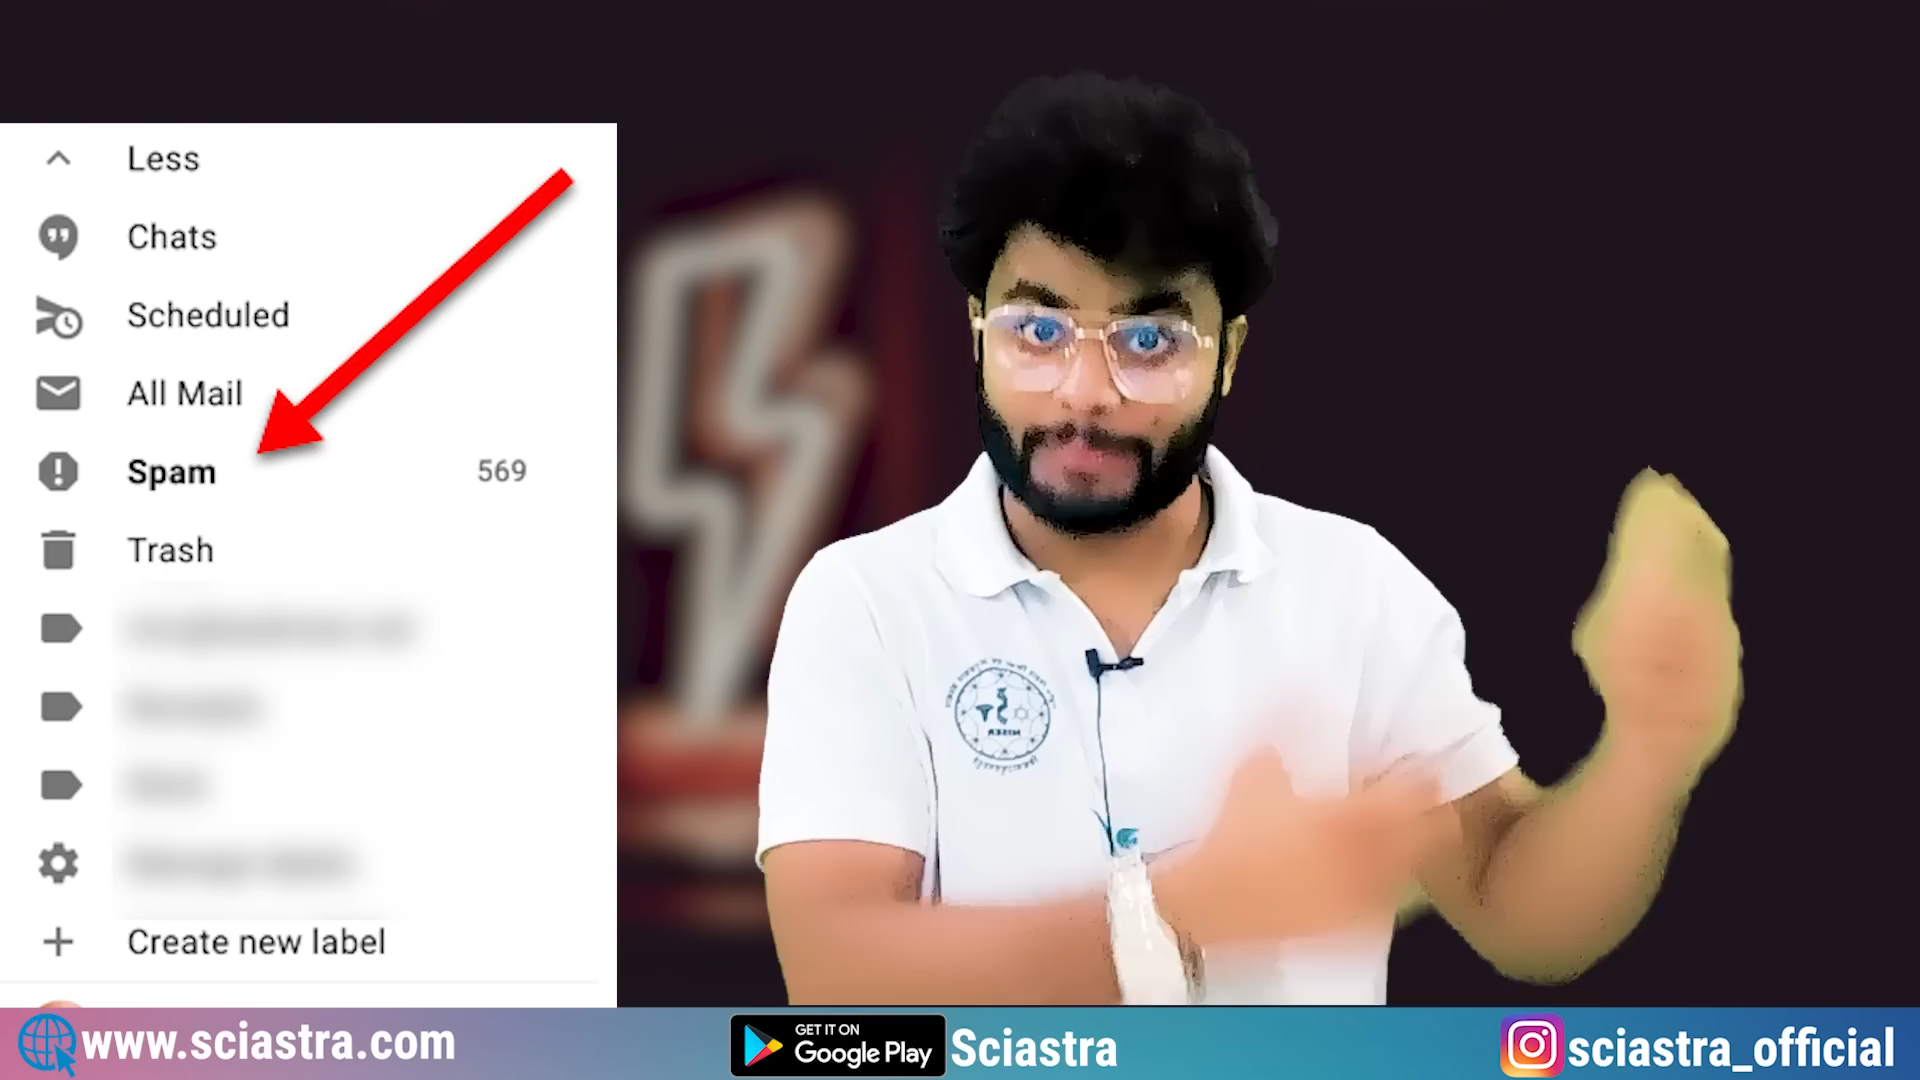 Less
Chats
Scheduled
All Mail
Spam 569
Trash
Create new label
NISER
www.sciastra.com
GET IT ON
Google Play
Sciastra
sciastra_official